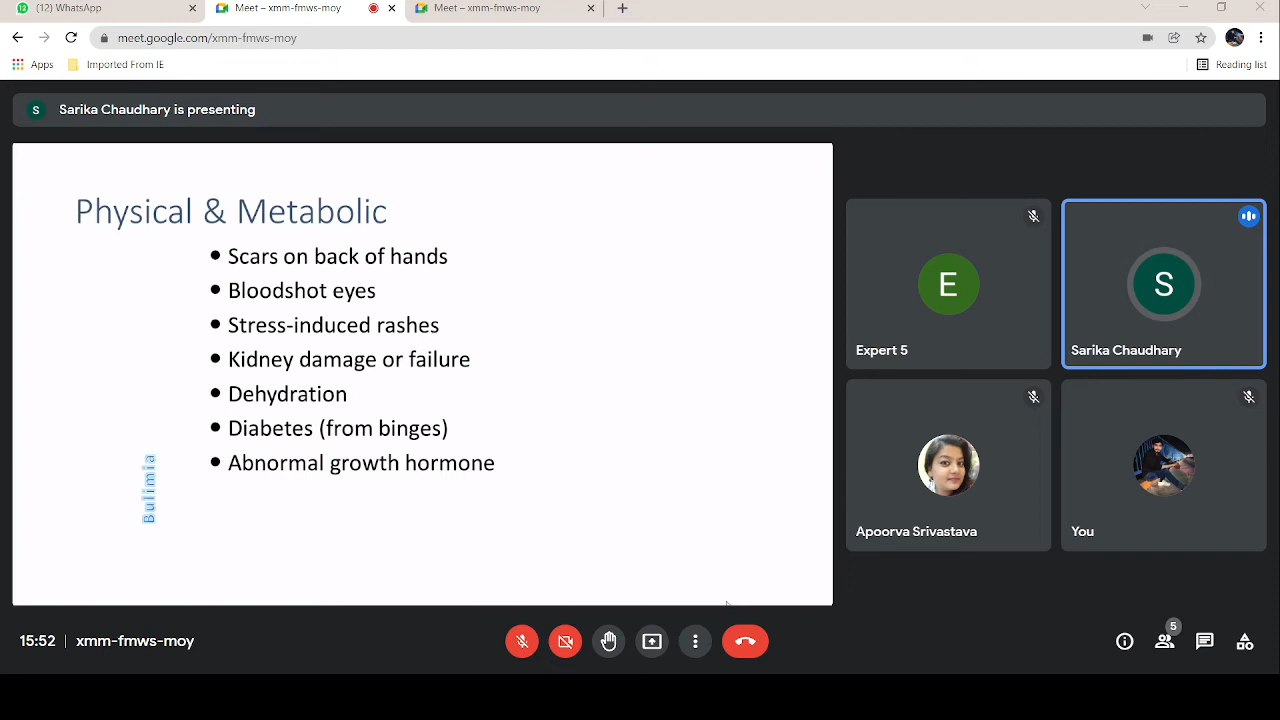 (12) WhatsApp
Meet – xmm-fmws-moy
Meet – xmm-fmws-moy
meet.google.com/xmm-fmws-moy
Apps
Imported From IE
Reading list
S
Sarika Chaudhary is presenting
Physical & Metabolic
• Scars on back of hands
• Bloodshot eyes
• Stress-induced rashes
• Kidney damage or failure
• Dehydration
• Diabetes (from binges)
• Abnormal growth hormone
Bulimia
E
Expert 5
S
Sarika Chaudhary
Apoorva Srivastava
You
15:52 | xmm-fmws-moy
5